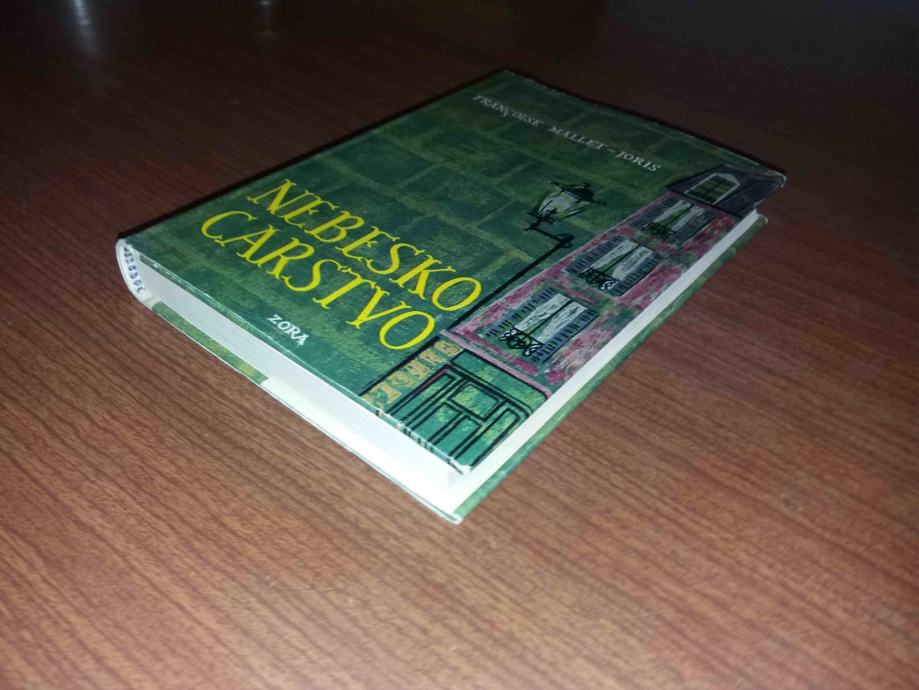 FRANÇOISE MALLET-JORIS
NEBESKO
CARSTVO
ZORA